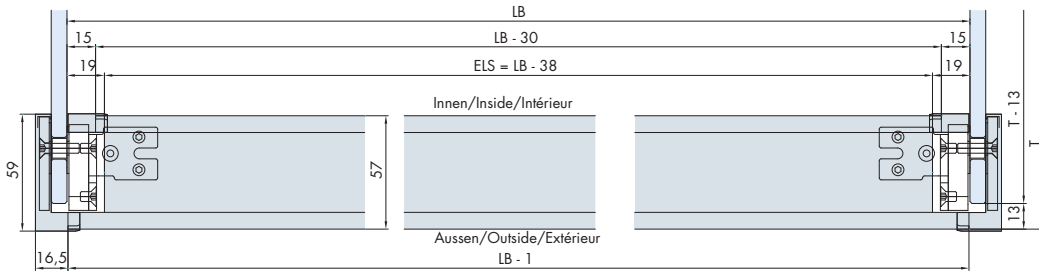 LB
15
LB - 30
15
19
ELS = LB - 38
19
Innen/Inside/Intérieur
T - 13
T
59
57
13
Aussen/Outside/Extérieur
16,5
LB - 1